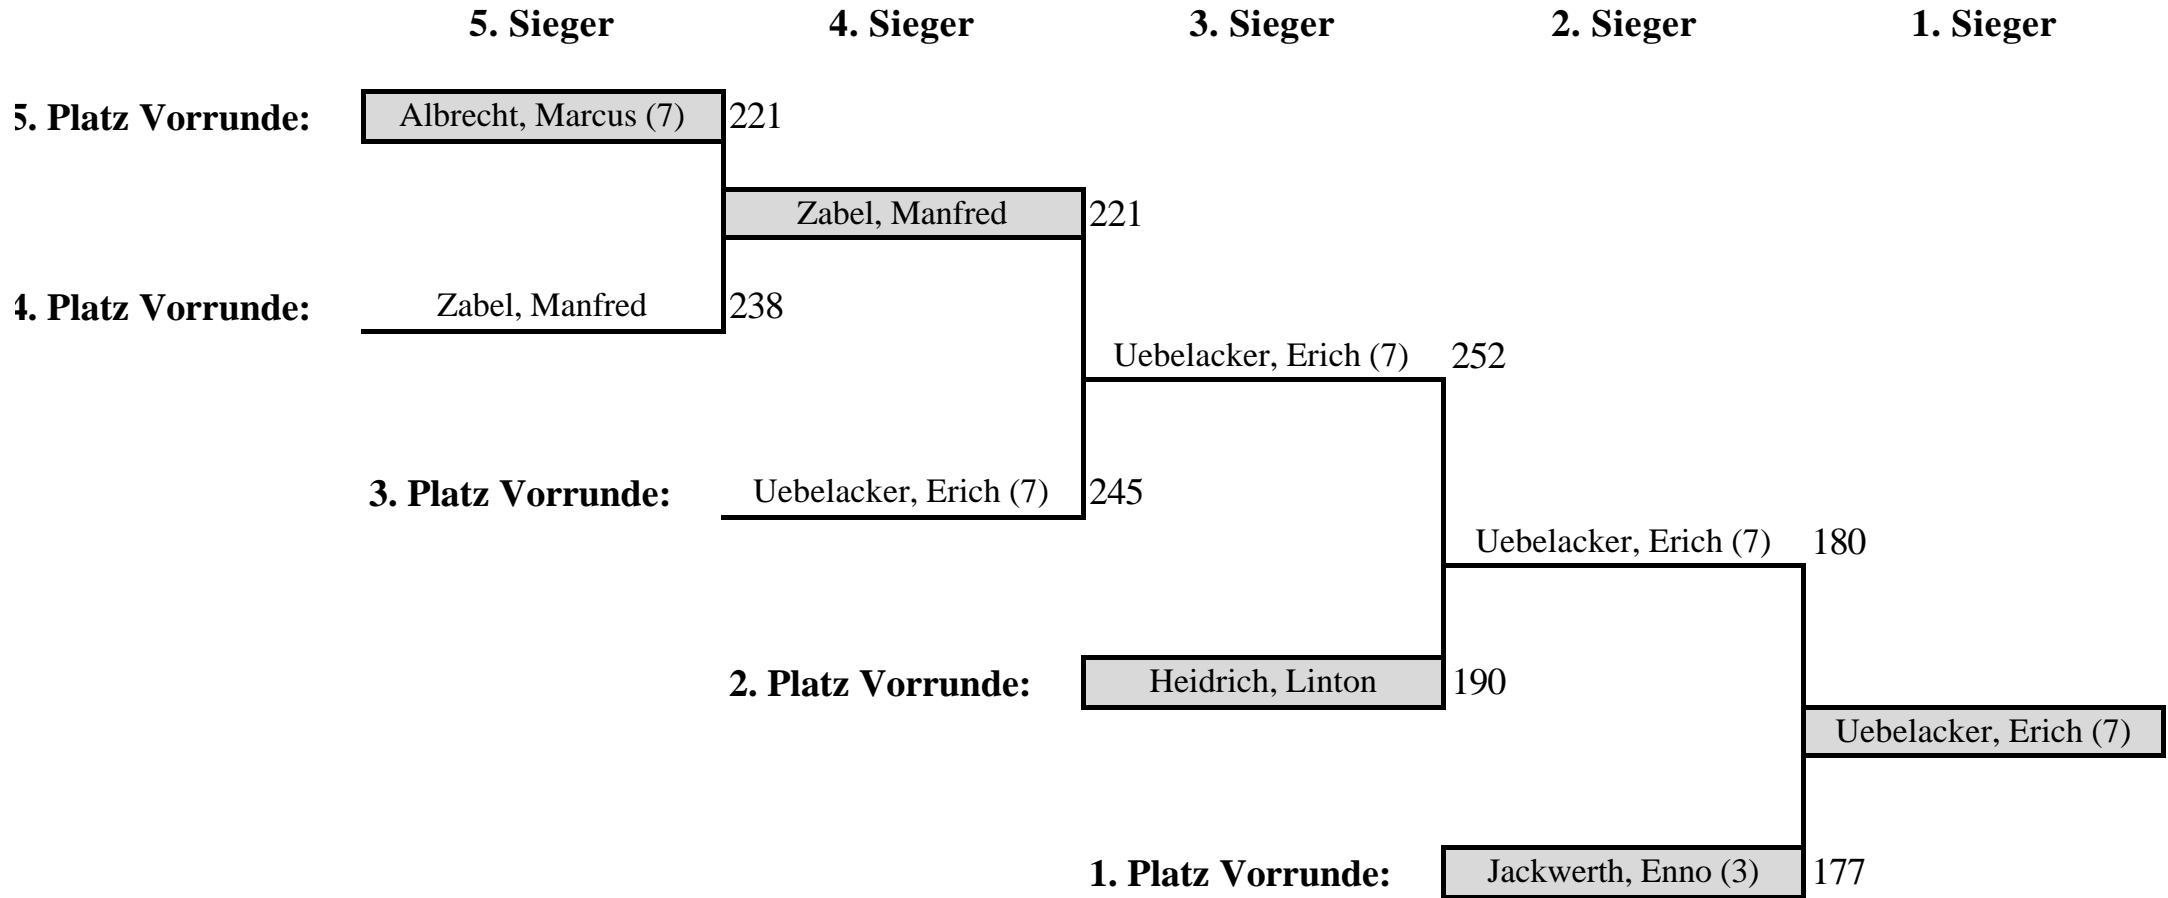 5. Sieger 4. Sieger 3. Sieger 2. Sieger 1. Sieger
5. Platz Vorrunde: Albrecht, Marcus (7) 221
Zabel, Manfred 221
4. Platz Vorrunde: Zabel, Manfred 238
Uebelacker, Erich (7) 252
3. Platz Vorrunde: Uebelacker, Erich (7) 245
Uebelacker, Erich (7) 180
2. Platz Vorrunde: Heidrich, Linton 190
Uebelacker, Erich (7)
1. Platz Vorrunde: Jackwerth, Enno (3) 177